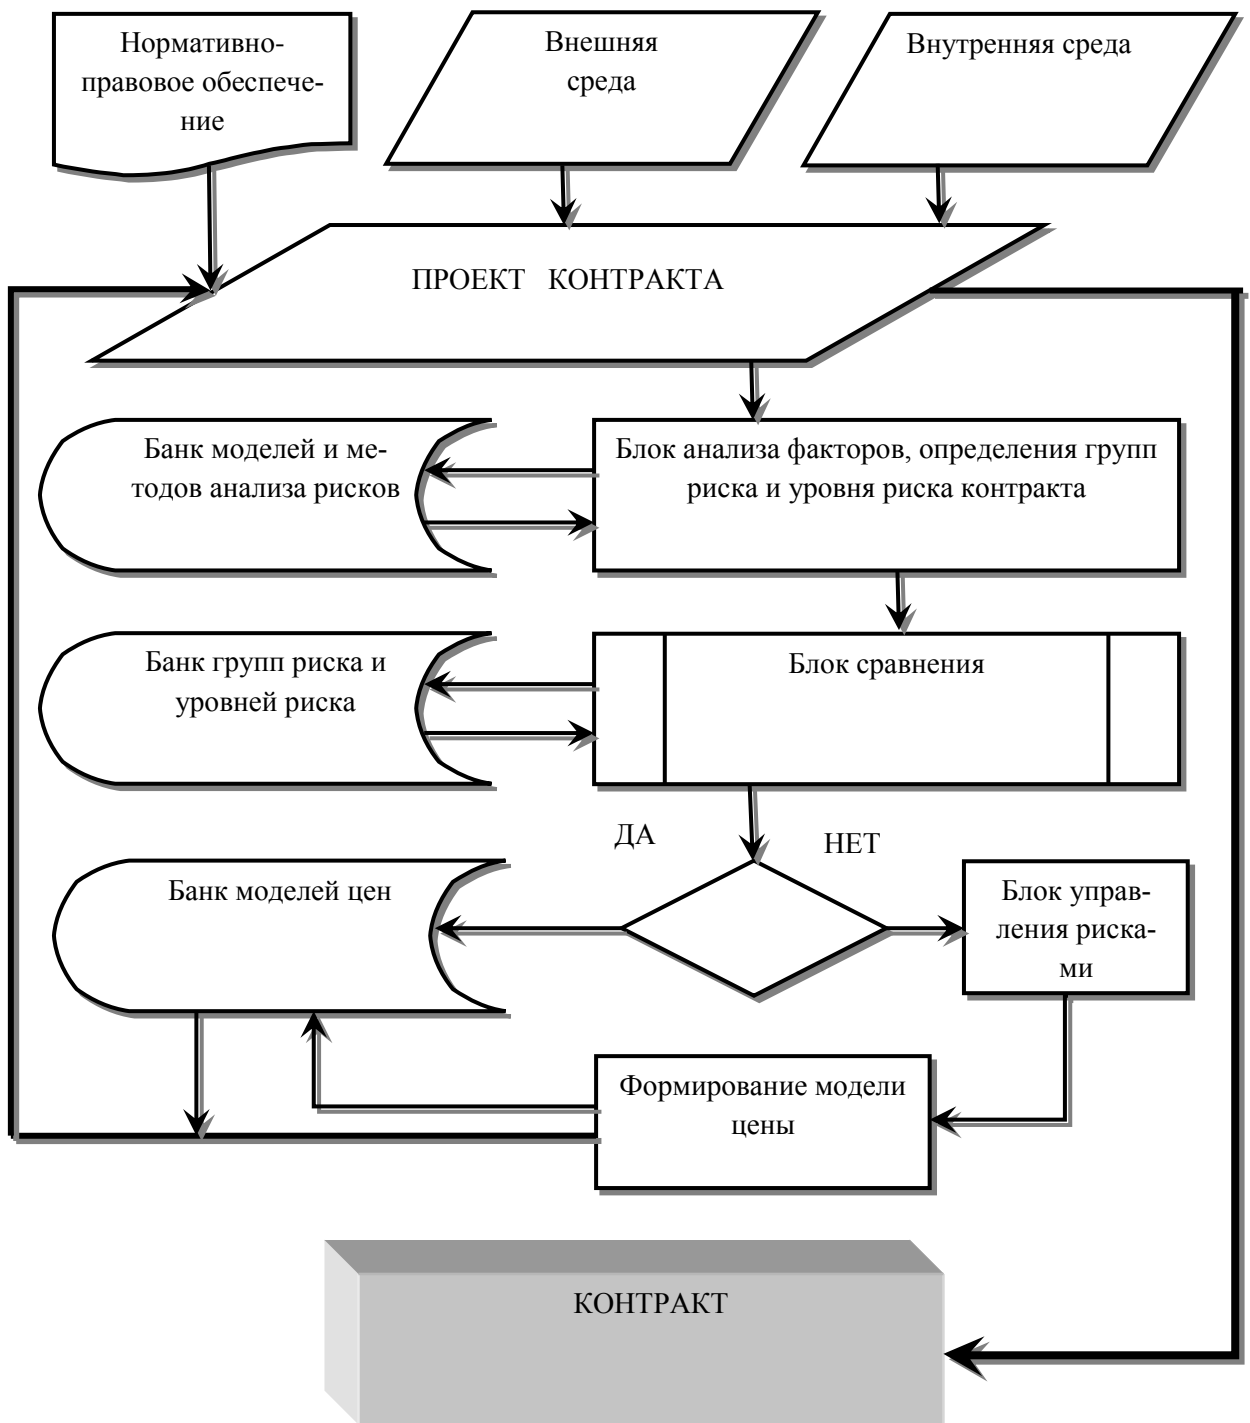 Нормативно-
правовое обеспече-
ние
Внешняя
среда
Внутренняя среда
ПРОЕКТ КОНТРАКТА
Банк моделей и ме-
тодов анализа рисков
Блок анализа факторов, определения групп
риска и уровня риска контракта
Банк групп риска и
уровней риска
Блок сравнения
ДА
НЕТ
Банк моделей цен
Блок управ-
ления риска-
ми
Формирование модели
цены
КОНТРАКТ